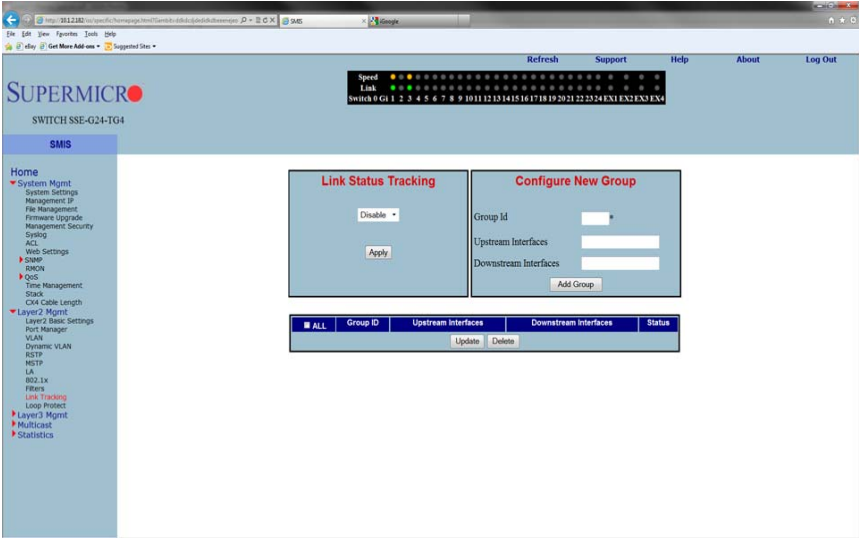 SMIS
iGoogle
File Edit View Favorites Tools Help
eBay Get More Add-ons Suggested Sites
Refresh Support Help About Log Out
SUPERMICRO
SWITCH SSE-G24-TG4
Speed
Link
Switch 0 Gi 1 2 3 4 5 6 7 8 9 10 11 12 13 14 15 16 17 18 19 20 21 22 23 24 EX1 EX2 EX3 EX4
SMIS
Home
System Mgmt
System Settings
Management IP
File Management
Firmware Upgrade
Management Security
Syslog
ACL
Web Settings
SNMP
RMON
QoS
Time Management
Stack
CX4 Cable Length
Layer2 Mgmt
Layer2 Basic Settings
Port Manager
VLAN
Dynamic VLAN
RSTP
MSTP
LA
802.1x
Filters
Link Tracking
Loop Protect
Layer3 Mgmt
Multicast
Statistics
Link Status Tracking
Disable
Apply
Configure New Group
Group Id *
Upstream Interfaces
Downstream Interfaces
Add Group
ALL Group ID Upstream Interfaces Downstream Interfaces Status
Update Delete